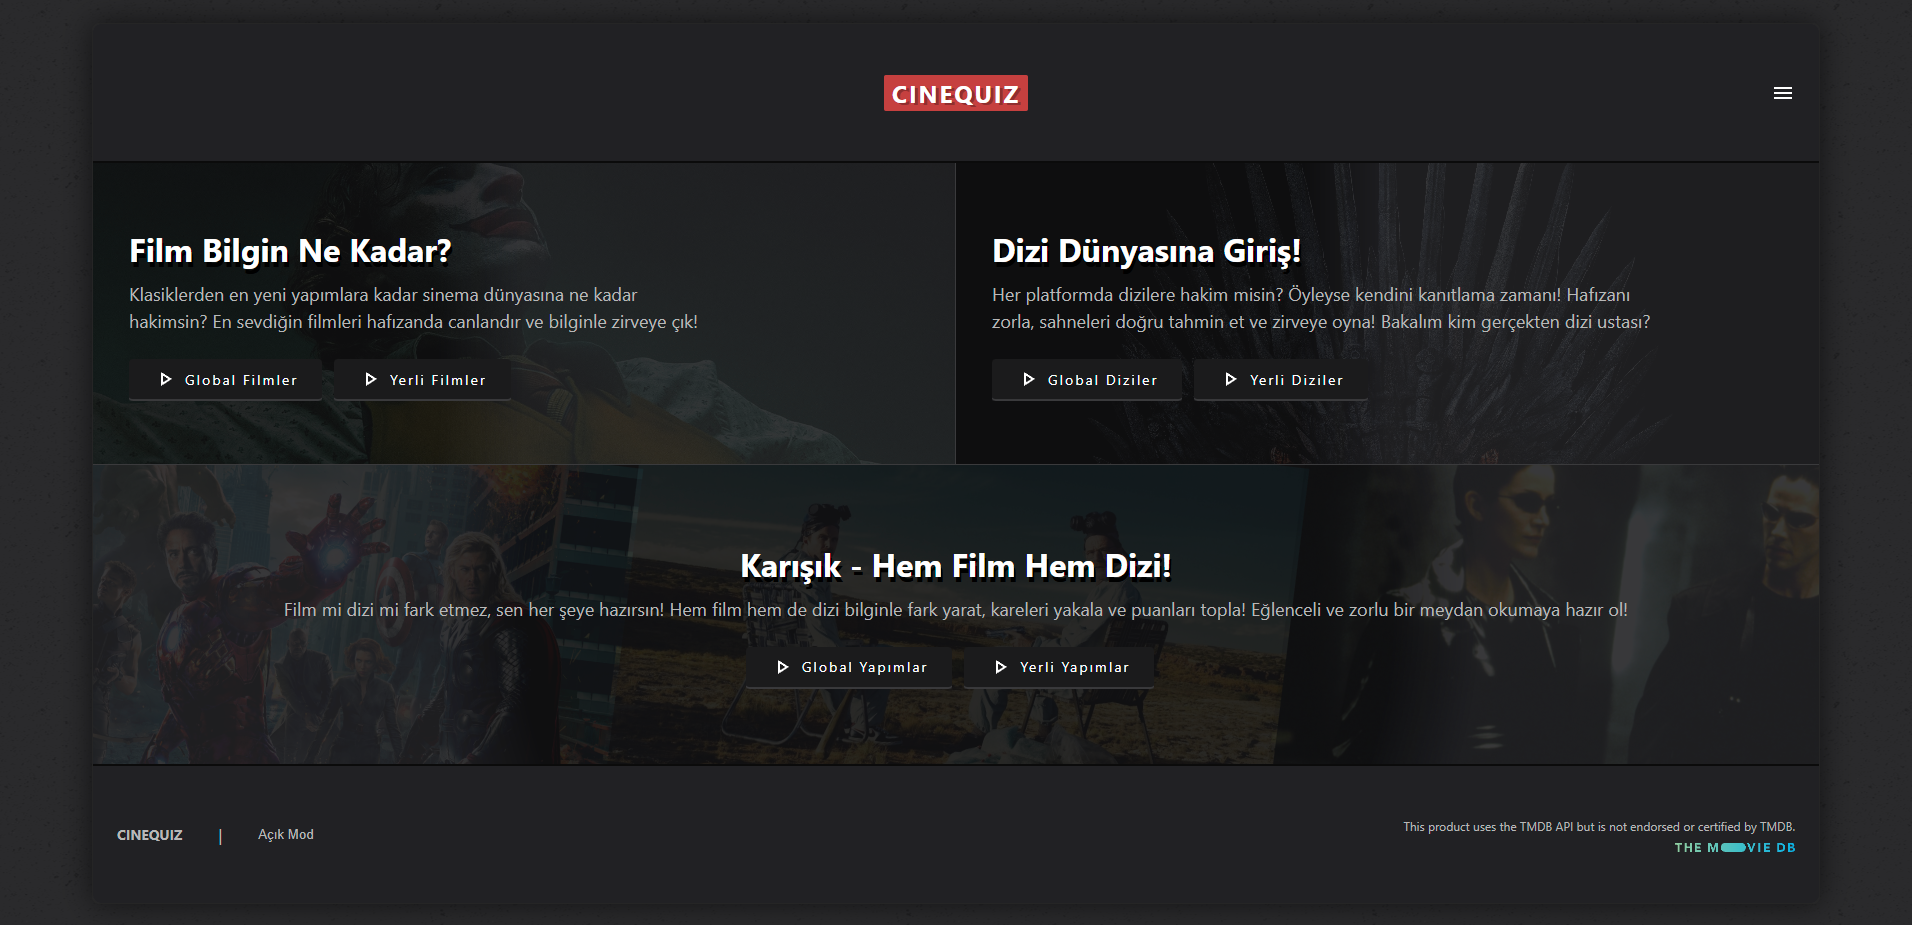 CINEQUIZ
Film Bilgin Ne Kadar?
Klasiklerden en yeni yapımlara kadar sinema dünyasına ne kadar
hakimsin? En sevdiğin filmleri hafızanda canlandır ve bilginle zirveye çık!
Global Filmler
Yerli Filmler
Dizi Dünyasına Giriş!
Her platformda dizilere hakim misin? Öyleyse kendini kanıtlama zamanı! Hafızanı
zorla, sahneleri doğru tahmin et ve zirveye oyna! Bakalım kim gerçekten dizi ustası?
Global Diziler
Yerli Diziler
Karışık - Hem Film Hem Dizi!
Film mi dizi mi fark etmez, sen her şeye hazırsın! Hem film hem de dizi bilginle fark yarat, kareleri yakala ve puanları topla! Eğlenceli ve zorlu bir meydan okumaya hazır ol!
Global Yapımlar
Yerli Yapımlar
CINEQUIZ | Açık Mod
This product uses the TMDB API but is not endorsed or certified by TMDB.
THE MOVIE DB